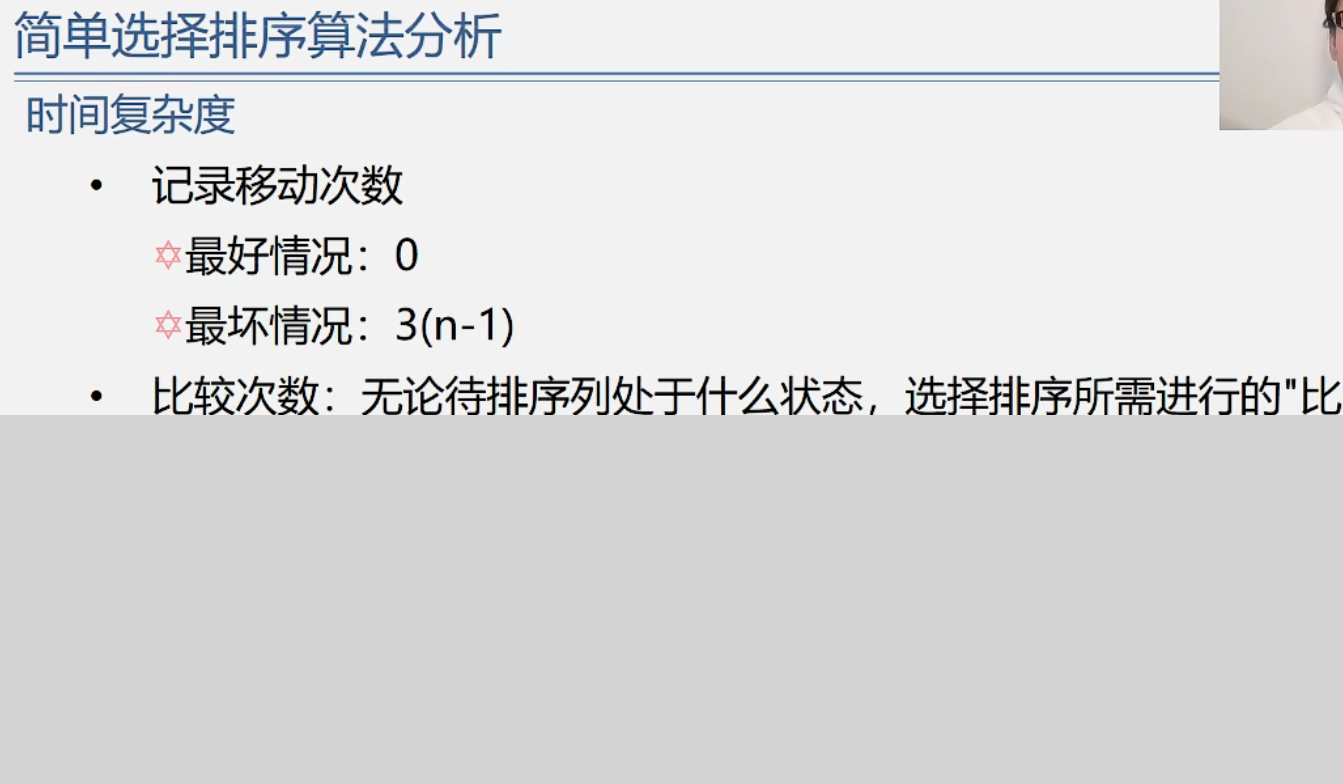 简单选择排序算法分析
时间复杂度
• 记录移动次数
✡最好情况：0
✡最坏情况：3(n-1)
• 比较次数：无论待排序列处于什么状态，选择排序所需进行的"比